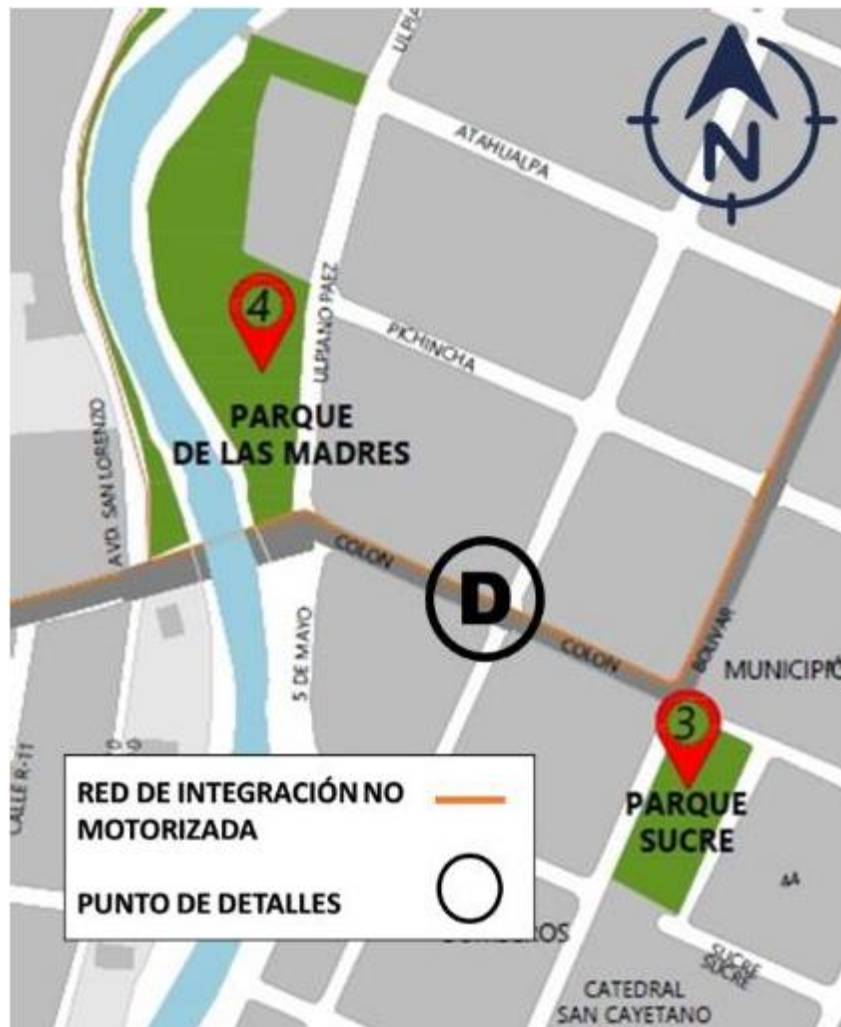 ULPIA
N
ATAHUALPA
4
ULPIANO PAEZ
PICHINCHA
PARQUE
DE LAS MADRES
AVD. SAN LORENZO
COLON
D
5 DE MAYO
COLON
BOLIVAR
MUNICIPIO
3
CALLE R-11
PARQUE
SUCRE
RED DE INTEGRACIÓN NO
MOTORIZADA
PUNTO DE DETALLES
SUCRE
SUCRE
CATEDRAL
SAN CAYETANO